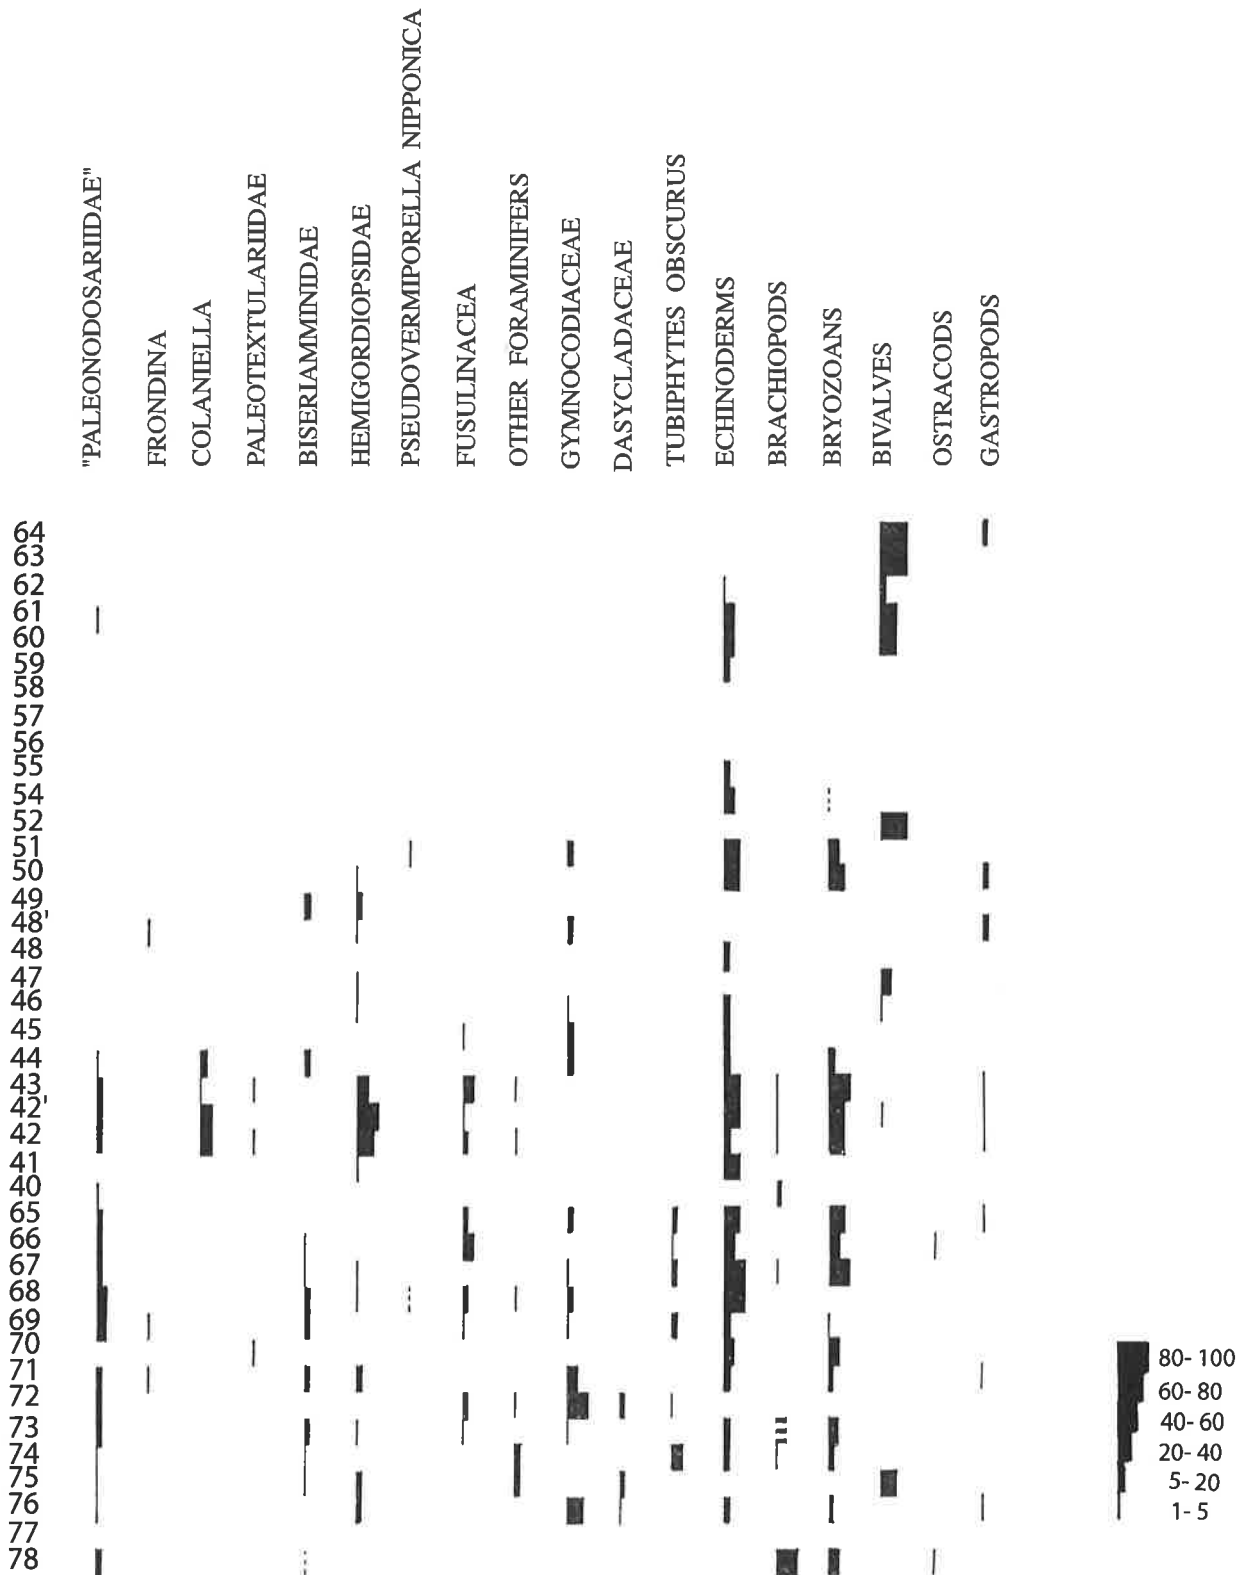 "PALEONODOSARIIDAE"
FRONDINA
COLANIELLA
PALEOTEXTULARIIDAE
BISERIAMMINIDAE
HEMIGORDIOPSIDAE
PSEUDOVERMIPORELLA NIPPONICA
FUSULINACEA
OTHER FORAMINIFERS
GYMNOCODIACEAE
DASYCLADACEAE
TUBIPHYTES OBSCURUS
ECHINODERMS
BRACHIOPODS
BRYOZOANS
BIVALVES
OSTRACODS
GASTROPODS
64
63
62
61
60
59
58
57
56
55
54
52
51
50
49
48'
48
47
46
45
44
43
42'
42
41
40
65
66
67
68
69
70
71
72
73
74
75
76
77
78
80-100
60-80
40-60
20-40
5-20
1-5